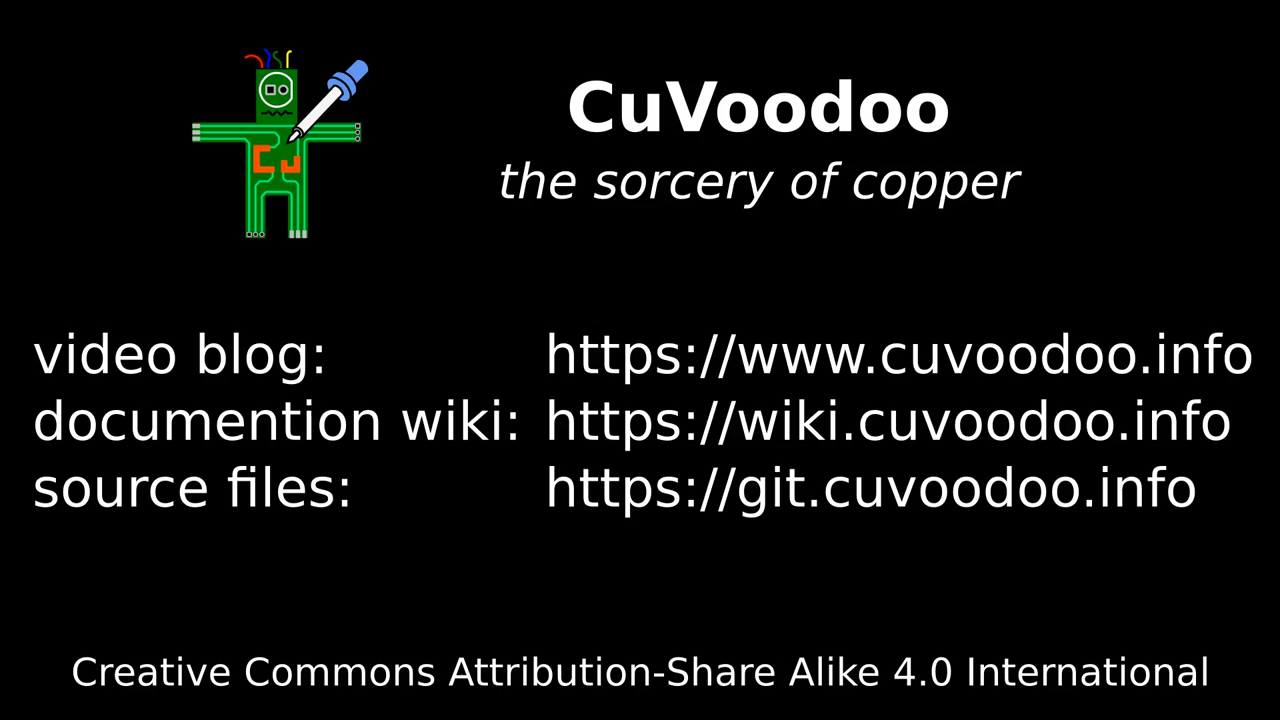 CuVoodoo
the sorcery of copper
Cu
video blog: https://www.cuvoodoo.info
documention wiki: https://wiki.cuvoodoo.info
source files: https://git.cuvoodoo.info
Creative Commons Attribution-Share Alike 4.0 International